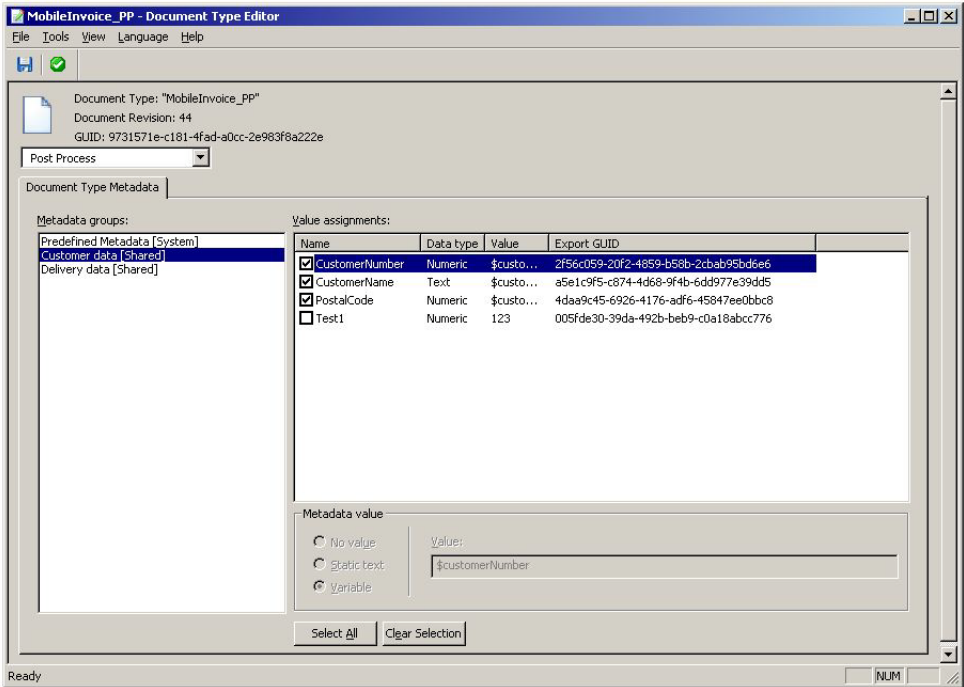 MobileInvoice_PP - Document Type Editor
File Tools View Language Help
Document Type: "MobileInvoice_PP"
Document Revision: 44
GUID: 9731571e-c181-4fad-a0cc-2e983f8a222e
Post Process
Document Type Metadata
Metadata groups:
Predefined Metadata [System]
Customer data [Shared]
Delivery data [Shared]
Value assignments:
Name Data type Value Export GUID
CustomerNumber Numeric $custo... 2f56c059-20f2-4859-b58b-2cbab95bd6e6
CustomerName Text $custo... a5e1c9f5-c874-4d68-9f4b-6dd977e39dd5
PostalCode Numeric $custo... 4daa9c45-6926-4176-adf6-45847ee0bbc8
Test1 Numeric 123 005fde30-39da-492b-beb9-c0a18abcc776
Metadata value
No value
Static text
Variable
Value:
$customerNumber
Select All Clear Selection
Ready NUM